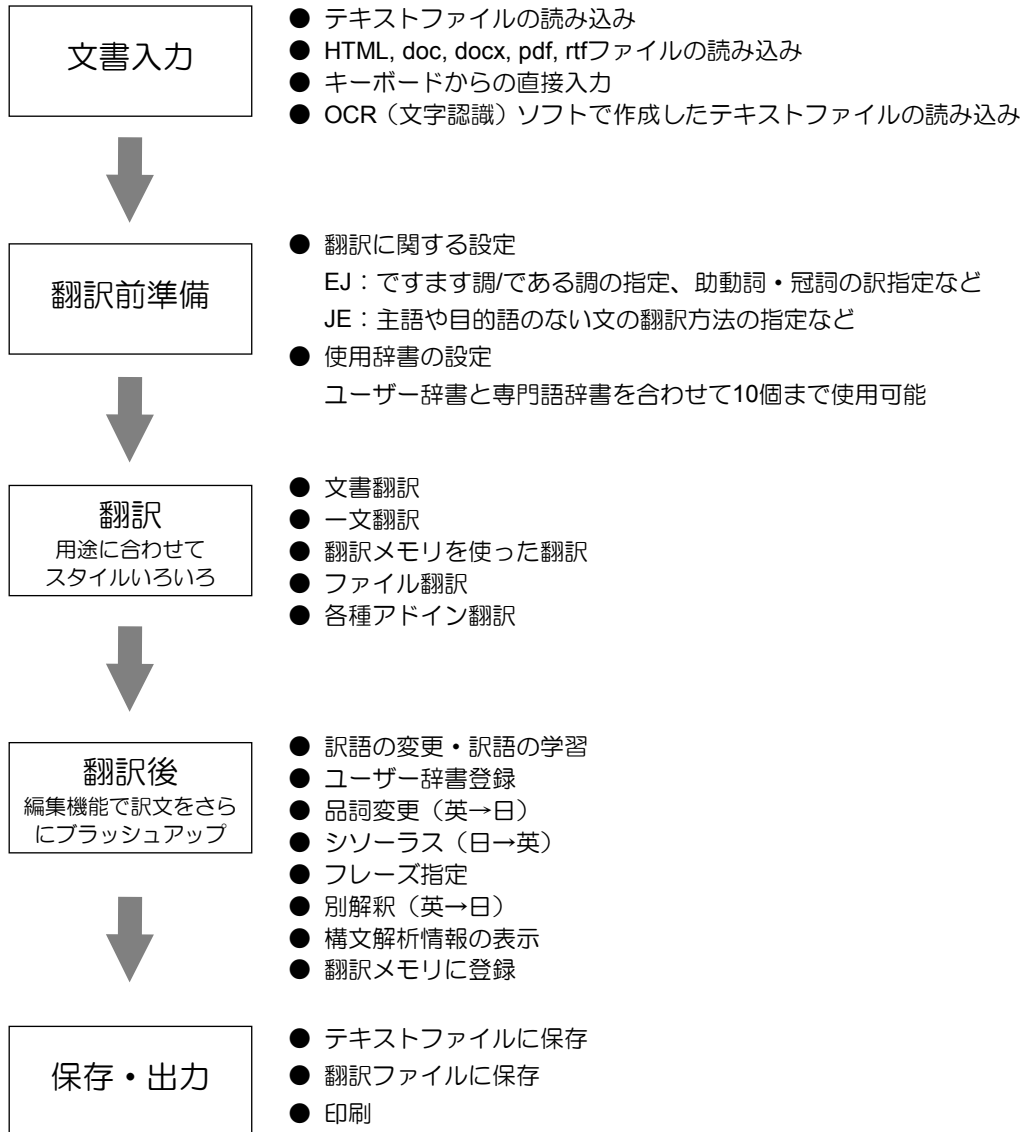 文書入力
● テキストファイルの読み込み
● HTML, doc, docx, pdf, rtfファイルの読み込み
● キーボードからの直接入力
● OCR（文字認識）ソフトで作成したテキストファイルの読み込み
翻訳前準備
● 翻訳に関する設定
EJ：ですます調/である調の指定、助動詞・冠詞の訳指定など
JE：主語や目的語のない文の翻訳方法の指定など
● 使用辞書の設定
ユーザー辞書と専門語辞書を合わせて10個まで使用可能
翻訳
用途に合わせて
スタイルいろいろ
● 文書翻訳
● 一文翻訳
● 翻訳メモリを使った翻訳
● ファイル翻訳
● 各種アドイン翻訳
翻訳後
編集機能で訳文をさら
にブラッシュアップ
● 訳語の変更・訳語の学習
● ユーザー辞書登録
● 品詞変更（英→日）
● シソーラス（日→英）
● フレーズ指定
● 別解釈（英→日）
● 構文解析情報の表示
● 翻訳メモリに登録
保存・出力
● テキストファイルに保存
● 翻訳ファイルに保存
● 印刷